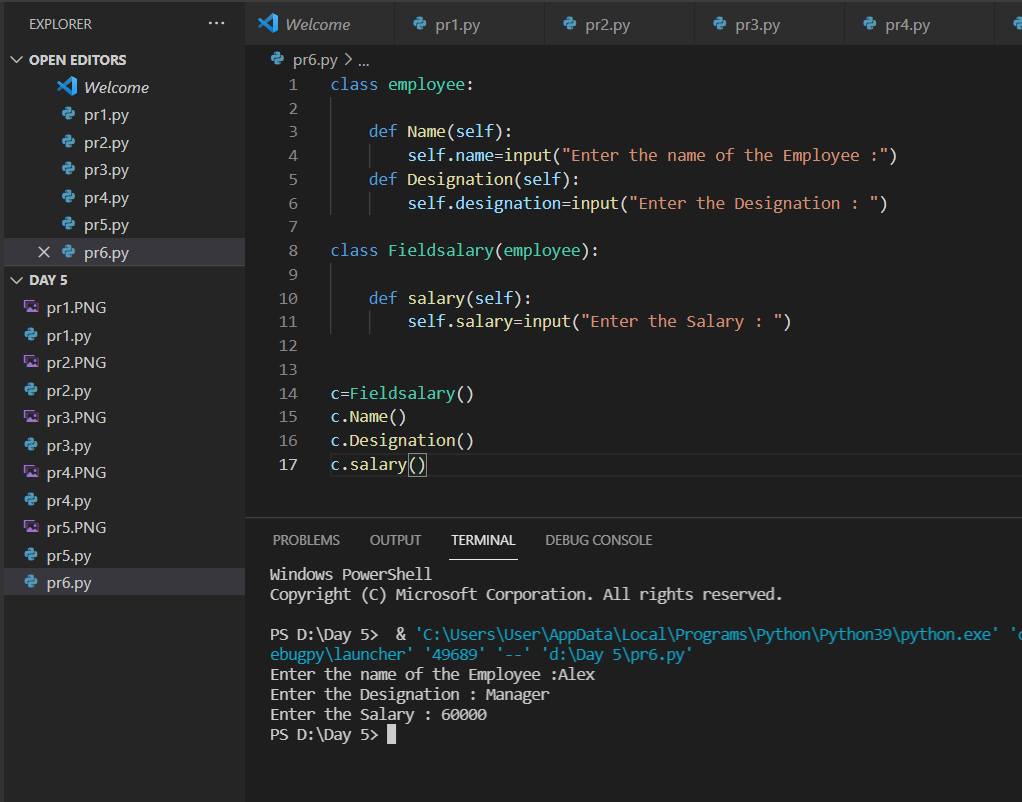 EXPLORER ...
OPEN EDITORS
Welcome
pr1.py
pr2.py
pr3.py
pr4.py
pr5.py
pr6.py
DAY 5
pr1.PNG
pr1.py
pr2.PNG
pr2.py
pr3.PNG
pr3.py
pr4.PNG
pr4.py
pr5.PNG
pr5.py
pr6.py
Welcome pr1.py pr2.py pr3.py pr4.py
pr6.py > ...
1 class employee:
2
3     def Name(self):
4         self.name=input("Enter the name of the Employee :")
5     def Designation(self):
6         self.designation=input("Enter the Designation : ")
7
8 class Fieldsalary(employee):
9
10     def salary(self):
11         self.salary=input("Enter the Salary : ")
12
13
14 c=Fieldsalary()
15 c.Name()
16 c.Designation()
17 c.salary()
PROBLEMS OUTPUT TERMINAL DEBUG CONSOLE
Windows PowerShell
Copyright (C) Microsoft Corporation. All rights reserved.
PS D:\Day 5>  & 'C:\Users\User\AppData\Local\Programs\Python\Python39\python.exe' 'c
ebugpy\launcher' '49689' '--' 'd:\Day 5\pr6.py'
Enter the name of the Employee :Alex
Enter the Designation : Manager
Enter the Salary : 60000
PS D:\Day 5>